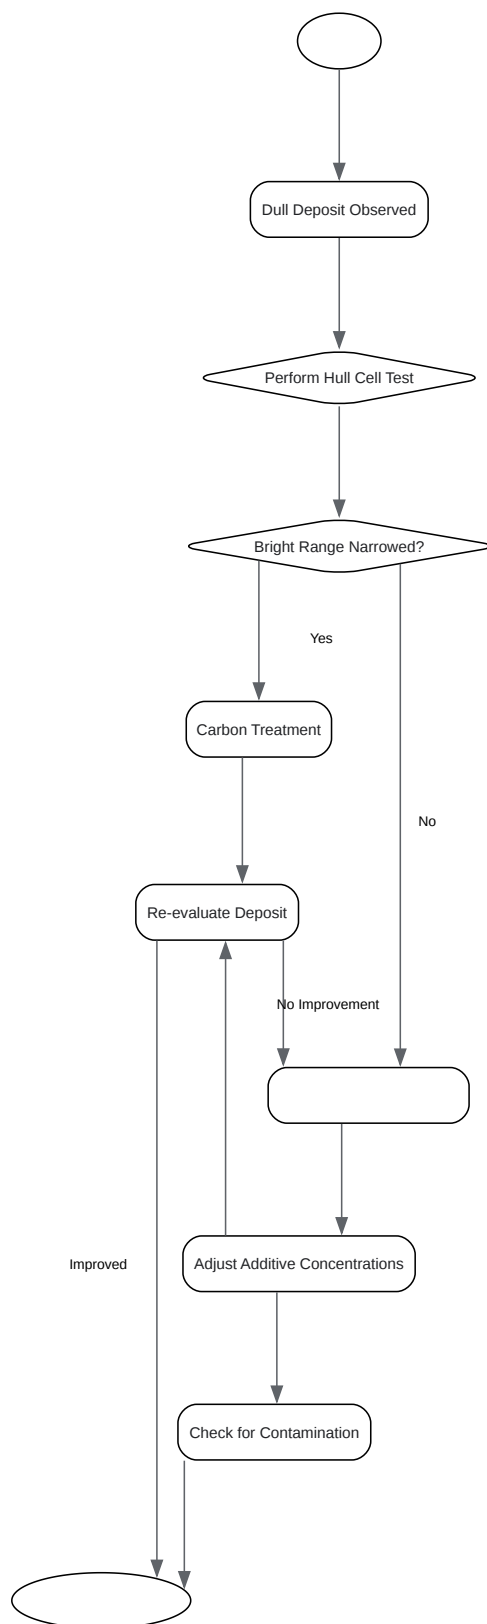 Dull Deposit Observed
Perform Hull Cell Test
Bright Range Narrowed?
Yes
Carbon Treatment
No
Re-evaluate Deposit
No Improvement
Improved
Adjust Additive Concentrations
Check for Contamination